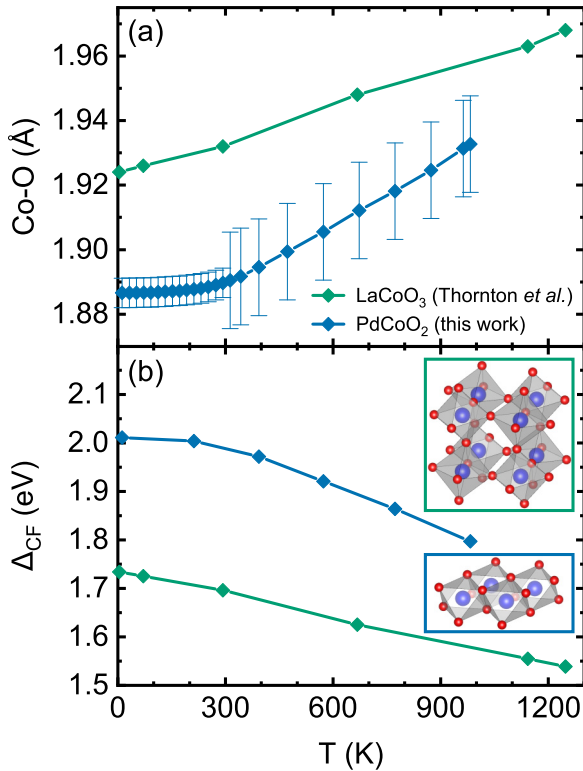 (a)
1.96
1.94
1.92
1.90
1.88
Co-O (Å)
LaCoO₃ (Thornton et al.)
PdCoO₂ (this work)
(b)
2.1
2.0
1.9
1.8
1.7
1.6
1.5
Δ_CF (eV)
0 300 600 900 1200
T (K)